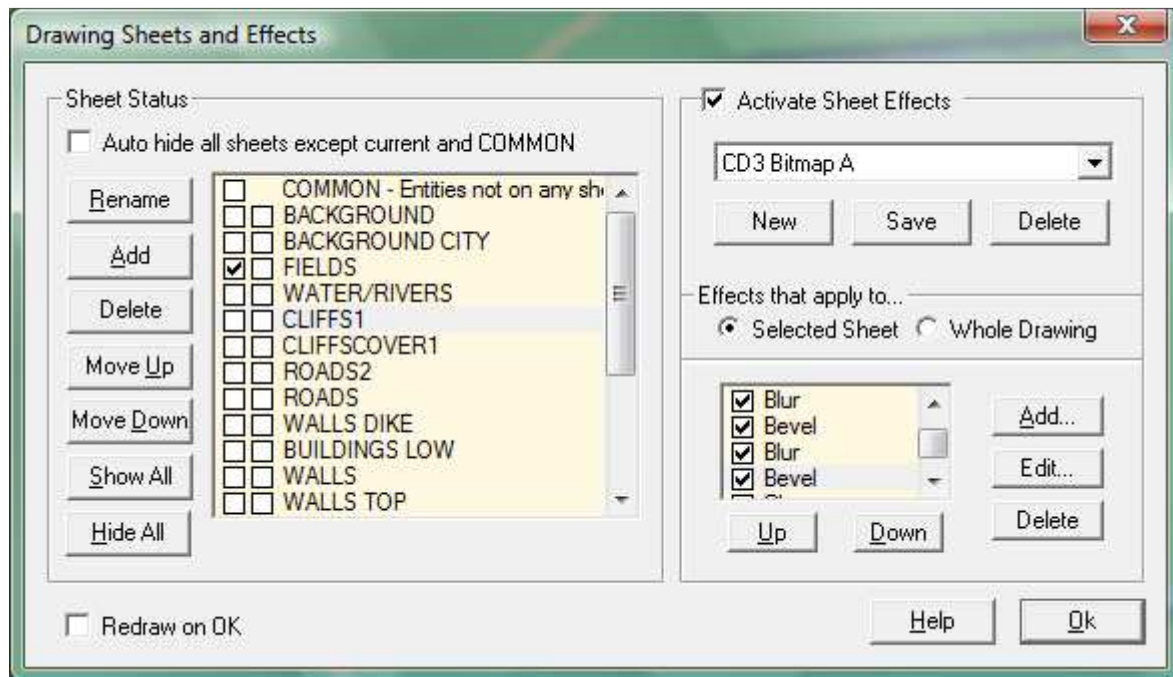 Drawing Sheets and Effects
Sheet Status
Auto hide all sheets except current and COMMON
Rename
Add
Delete
Move Up
Move Down
Show All
Hide All
COMMON - Entities not on any
BACKGROUND
BACKGROUND CITY
FIELDS
WATER/RIVERS
CLIFFS1
CLIFFSCOVER1
ROADS2
ROADS
WALLS DIKE
BUILDINGS LOW
WALLS
WALLS TOP
Redraw on OK
Activate Sheet Effects
CD3 Bitmap A
New Save Delete
Effects that apply to...
Selected Sheet Whole Drawing
Blur
Bevel
Blur
Bevel
Up Down
Add...
Edit...
Delete
Help Ok